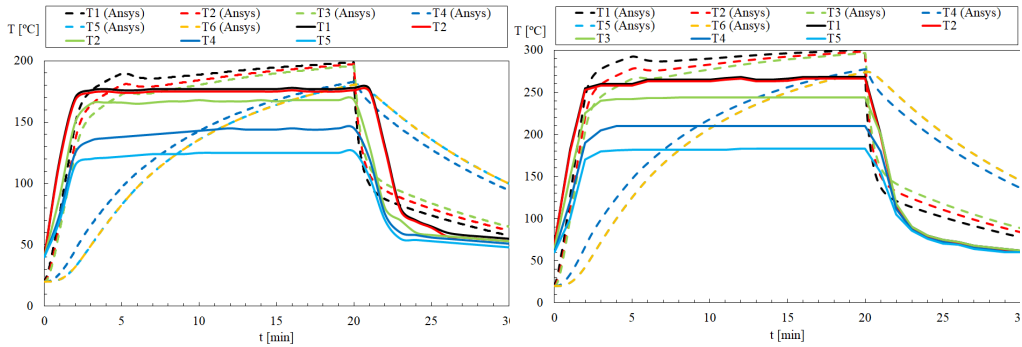 T1 (Ansys) T2 (Ansys) T3 (Ansys) T4 (Ansys)
T5 (Ansys) T6 (Ansys) T1 T2
T2 T4 T5
T [ºC]
200
150
100
50
0
0 5 10 15 20 25 30
t [min]
T1 (Ansys) T2 (Ansys) T3 (Ansys) T4 (Ansys)
T5 (Ansys) T6 (Ansys) T1 T2
T3 T4 T5
T [ºC]
300
250
200
150
100
50
0
0 5 10 15 20 25 30
t [min]